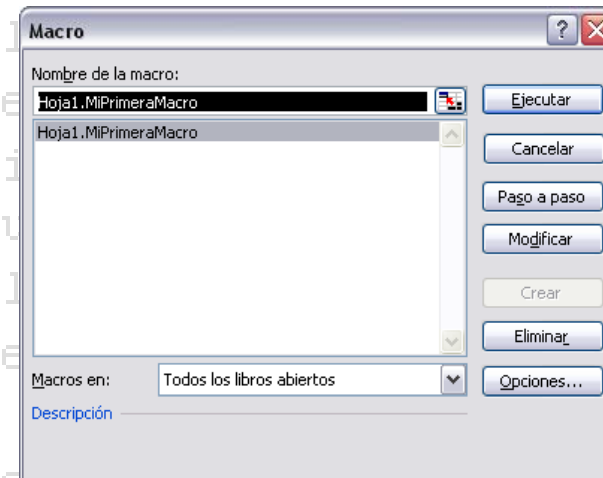 Macro
Nombre de la macro:
Hoja1.MiPrimeraMacro
Hoja1.MiPrimeraMacro
Ejecutar
Cancelar
Paso a paso
Modificar
Crear
Eliminar
Macros en:
Todos los libros abiertos
Opciones...
Descripción